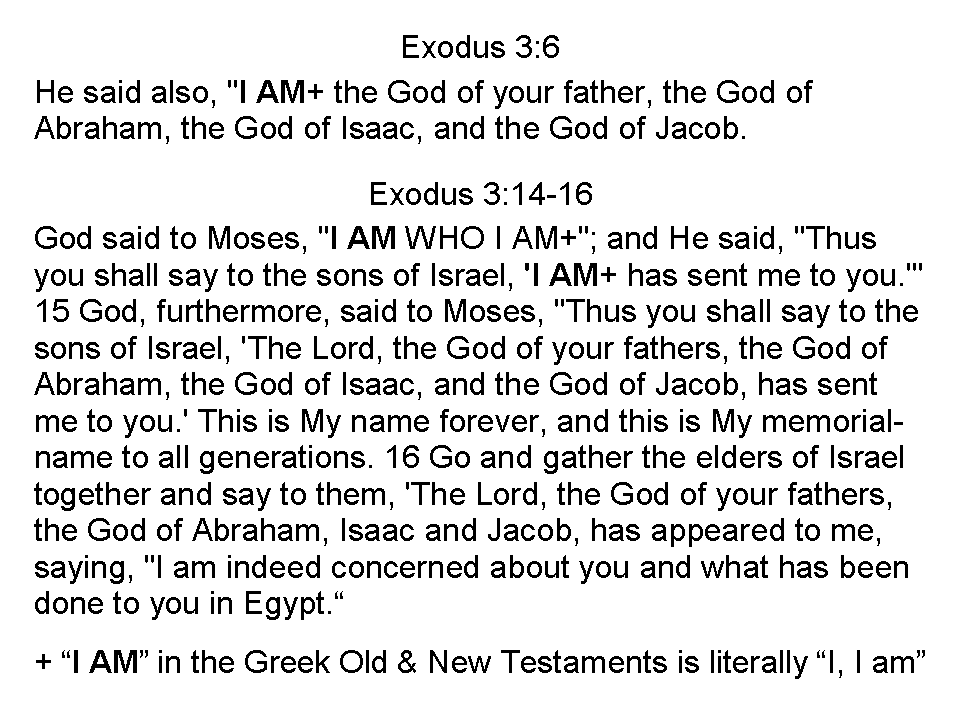 Exodus 3:6
He said also, "I AM+ the God of your father, the God of
Abraham, the God of Isaac, and the God of Jacob.
Exodus 3:14-16
God said to Moses, "I AM WHO I AM+"; and He said, "Thus
you shall say to the sons of Israel, 'I AM+ has sent me to you.'"
15 God, furthermore, said to Moses, "Thus you shall say to the
sons of Israel, 'The Lord, the God of your fathers, the God of
Abraham, the God of Isaac, and the God of Jacob, has sent
me to you.' This is My name forever, and this is My memorial-
name to all generations. 16 Go and gather the elders of Israel
together and say to them, 'The Lord, the God of your fathers,
the God of Abraham, Isaac and Jacob, has appeared to me,
saying, "I am indeed concerned about you and what has been
done to you in Egypt.“
+ “I AM” in the Greek Old & New Testaments is literally “I, I am”